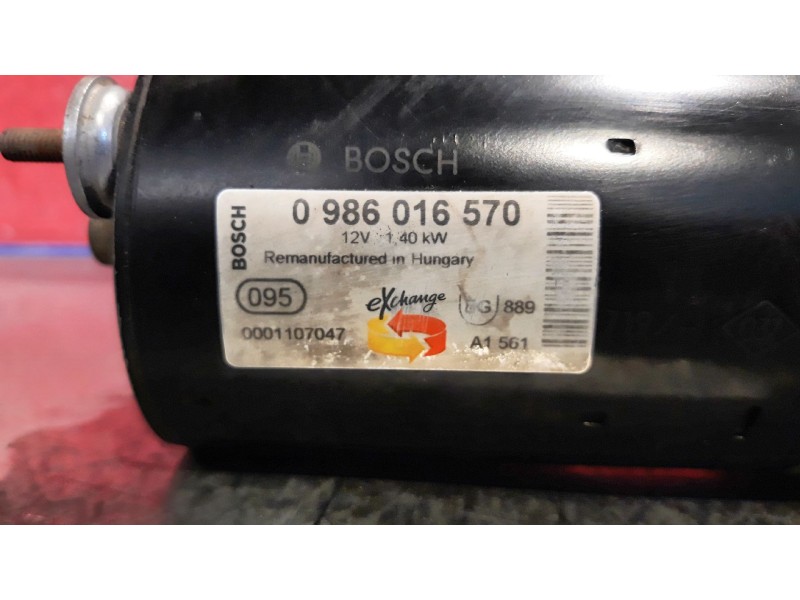 BOSCH
BOSCH
0 986 016 570
12V 1,40 kW
Remanufactured in Hungary
095
eXchange
889
0001107047
A1 561